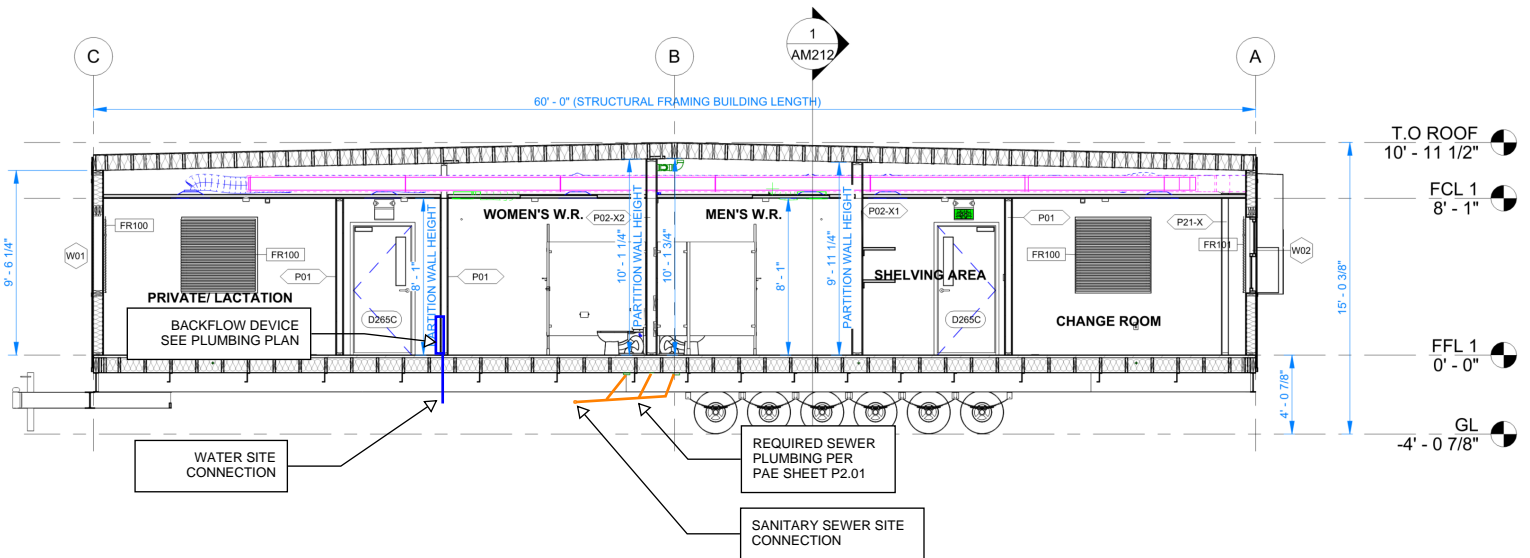 1
AM212
C
B
A
60' - 0" (STRUCTURAL FRAMING BUILDING LENGTH)
T.O ROOF
10' - 11 1/2"
FCL 1
8' - 1"
FFL 1
0' - 0"
GL
-4' - 0 7/8"
15' - 0 3/8"
4' - 0 7/8"
9' - 6 1/4"
W01
FR100
FR100
P01
PRIVATE/ LACTATION
D265C
8' - 1"
ARTITION WALL HEIGHT
P01
WOMEN'S W.R.
P02-X2
10' - 1 1/4"
PARTITION WALL HEIGHT
10' - 1 3/4"
MEN'S W.R.
8' - 1"
9' - 11 1/4"
PARTITION WALL HEIGHT
P02-X1
SHELVING AREA
D265C
P01
FR100
CHANGE ROOM
P21-X
FR101
W02
BACKFLOW DEVICE
SEE PLUMBING PLAN
WATER SITE
CONNECTION
REQUIRED SEWER
PLUMBING PER
PAE SHEET P2.01
SANITARY SEWER SITE
CONNECTION